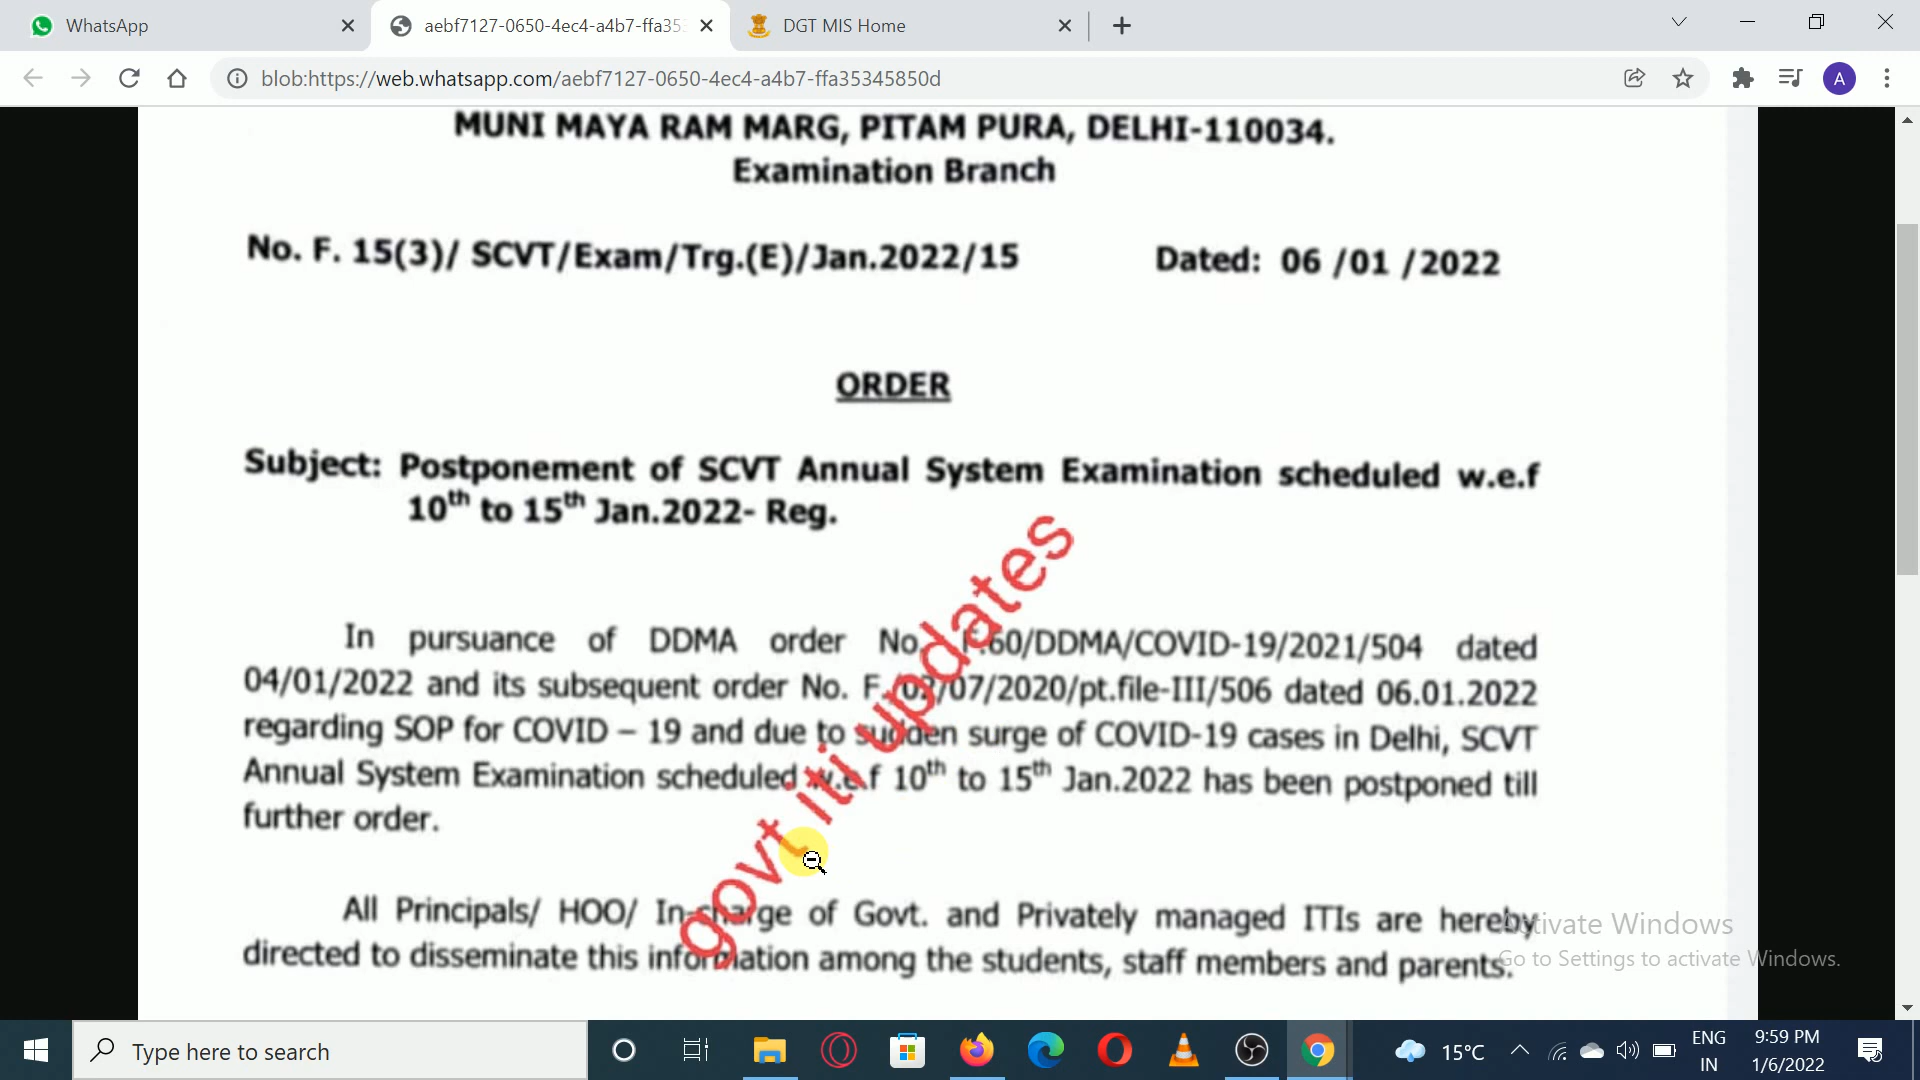 WhatsApp
aebf7127-0650-4ec4-a4b7-ffa353
DGT MIS Home
blob:https://web.whatsapp.com/aebf7127-0650-4ec4-a4b7-ffa35345850d
A
MUNI MAYA RAM MARG, PITAM PURA, DELHI-110034.
Examination Branch
No. F. 15(3)/ SCVT/Exam/Trg.(E)/Jan.2022/15 Dated: 06 /01 /2022
ORDER
Subject: Postponement of SCVT Annual System Examination scheduled w.e.f
10th to 15th Jan.2022- Reg.
In pursuance of DDMA order No. F.60/DDMA/COVID-19/2021/504 dated
04/01/2022 and its subsequent order No. F. 02/07/2020/pt.file-III/506 dated 06.01.2022
regarding SOP for COVID – 19 and due to sudden surge of COVID-19 cases in Delhi, SCVT
Annual System Examination scheduled w.e.f 10th to 15th Jan.2022 has been postponed till
further order.
govt iti updates
All Principals/ HOO/ In-charge of Govt. and Privately managed ITIs are hereby
directed to disseminate this information among the students, staff members and parents.
Activate Windows
Go to Settings to activate Windows.
Type here to search
15°C
ENG
IN
9:59 PM
1/6/2022